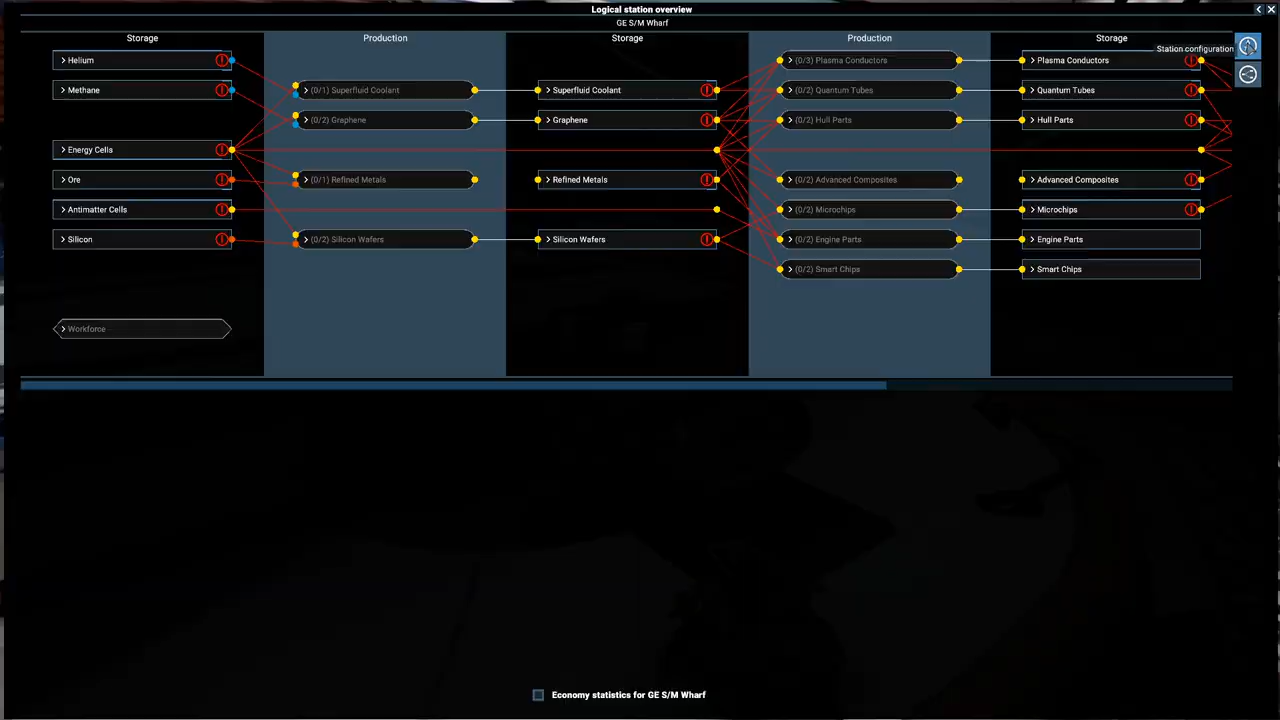 Logical station overview
GE S/M Wharf
Storage
Production
Storage
Production
Storage
Station configuration
Helium
Methane
Energy Cells
Ore
Antimatter Cells
Silicon
Workforce
(0/1) Superfluid Coolant
(0/2) Graphene
(0/1) Refined Metals
(0/2) Silicon Wafers
Superfluid Coolant
Graphene
Refined Metals
Silicon Wafers
(0/3) Plasma Conductors
(0/2) Quantum Tubes
(0/2) Hull Parts
(0/2) Advanced Composites
(0/2) Microchips
(0/2) Engine Parts
(0/2) Smart Chips
Plasma Conductors
Quantum Tubes
Hull Parts
Advanced Composites
Microchips
Engine Parts
Smart Chips
Economy statistics for GE S/M Wharf